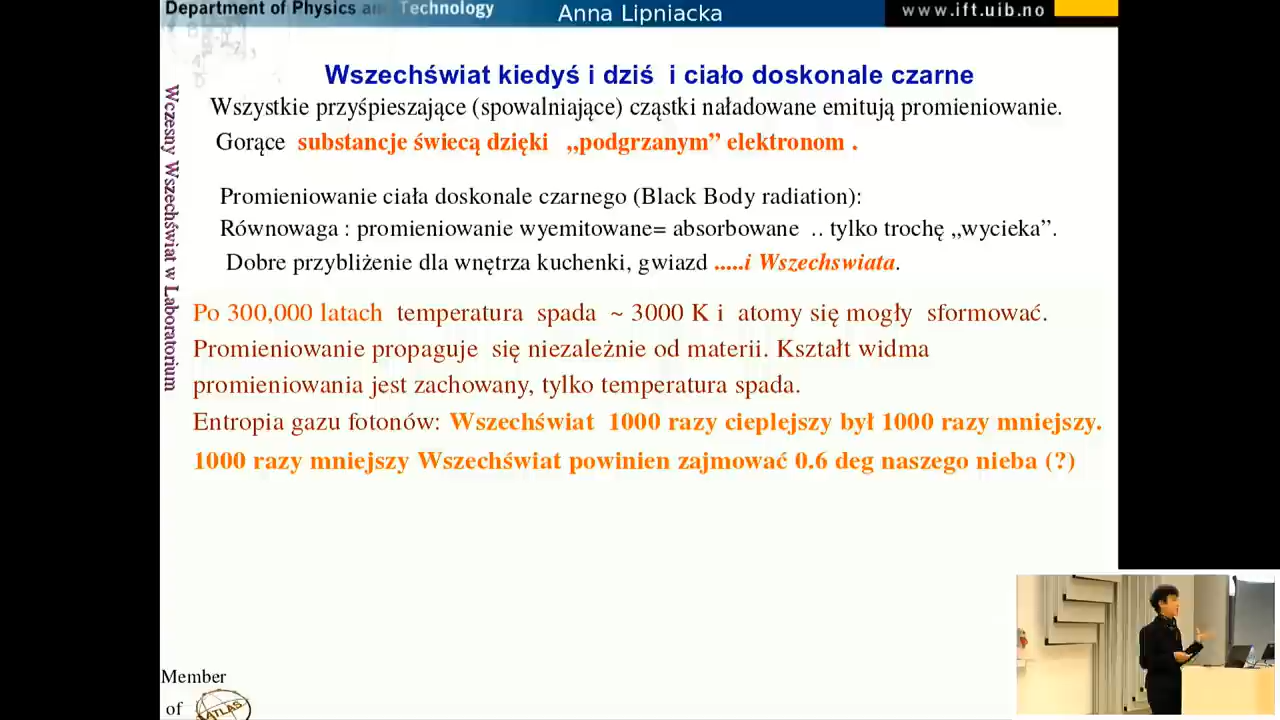 Department of Physics and Technology
Anna Lipniacka
www.ift.uib.no
Wszechświat kiedyś i dziś i ciało doskonale czarne
Wszystkie przyśpieszające (spowalniające) cząstki naładowane emitują promieniowanie.
Gorące substancje świecą dzięki „podgrzanym” elektronom .
Promieniowanie ciała doskonale czarnego (Black Body radiation):
Równowaga : promieniowanie wyemitowane= absorbowane .. tylko trochę „wycieka”.
Dobre przybliżenie dla wnętrza kuchenki, gwiazd .....i Wszechswiata.
Po 300,000 latach temperatura spada ~ 3000 K i atomy się mogły sformować.
Promieniowanie propaguje się niezależnie od materii. Kształt widma
promieniowania jest zachowany, tylko temperatura spada.
Entropia gazu fotonów: Wszechświat 1000 razy cieplejszy był 1000 razy mniejszy.
1000 razy mniejszy Wszechświat powinien zajmować 0.6 deg naszego nieba (?)
Wczesny Wszechświat w Laboratorium
Member
of
ATLAS